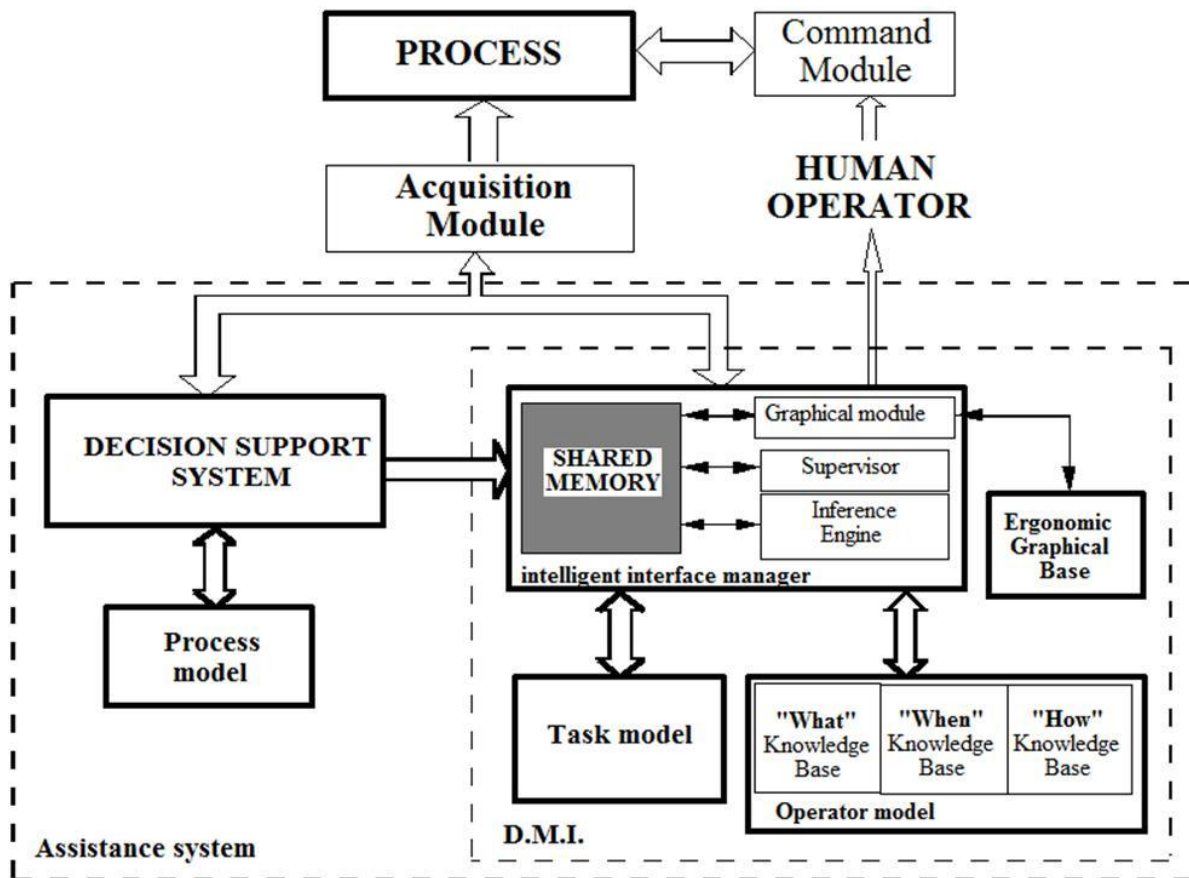 PROCESS
Command
Module
Acquisition
Module
HUMAN
OPERATOR
DECISION SUPPORT
SYSTEM
SHARED
MEMORY
Graphical module
Supervisor
Inference
Engine
intelligent interface manager
Ergonomic
Graphical
Base
Process
model
Task model
"What"
Knowledge
Base
"When"
Knowledge
Base
"How"
Knowledge
Base
Operator model
D.M.I.
Assistance system